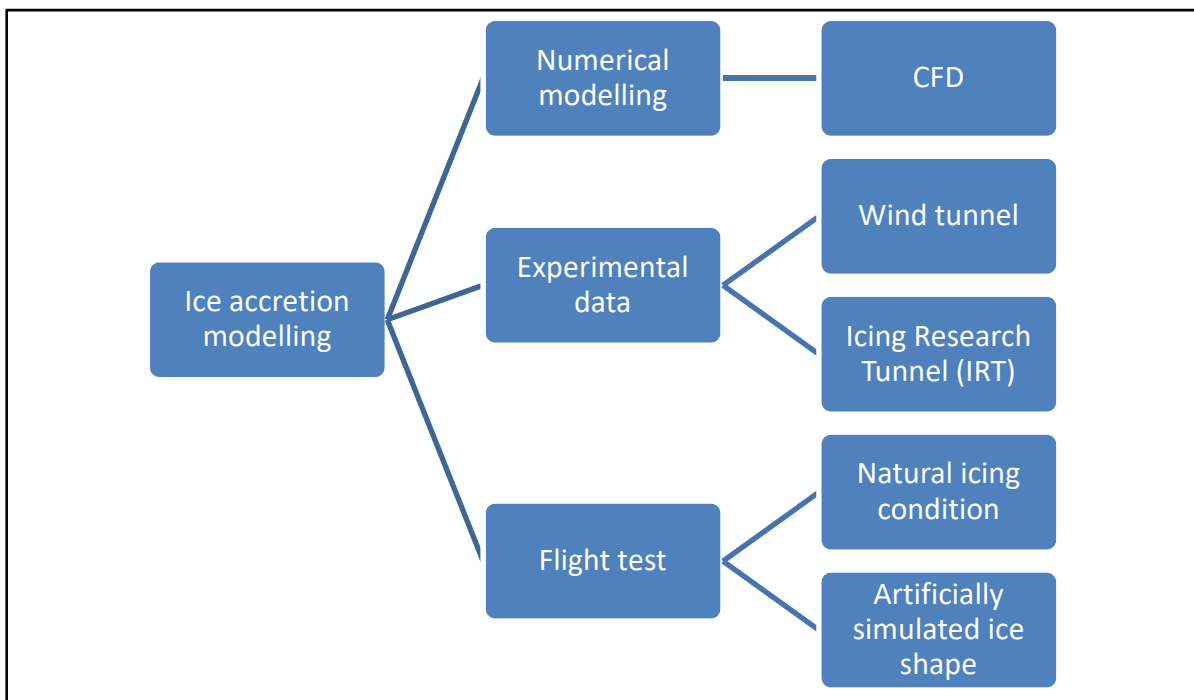 Numerical
modelling
CFD
Wind tunnel
Experimental
data
Ice accretion
modelling
Icing Research
Tunnel (IRT)
Natural icing
condition
Flight test
Artificially
simulated ice
shape